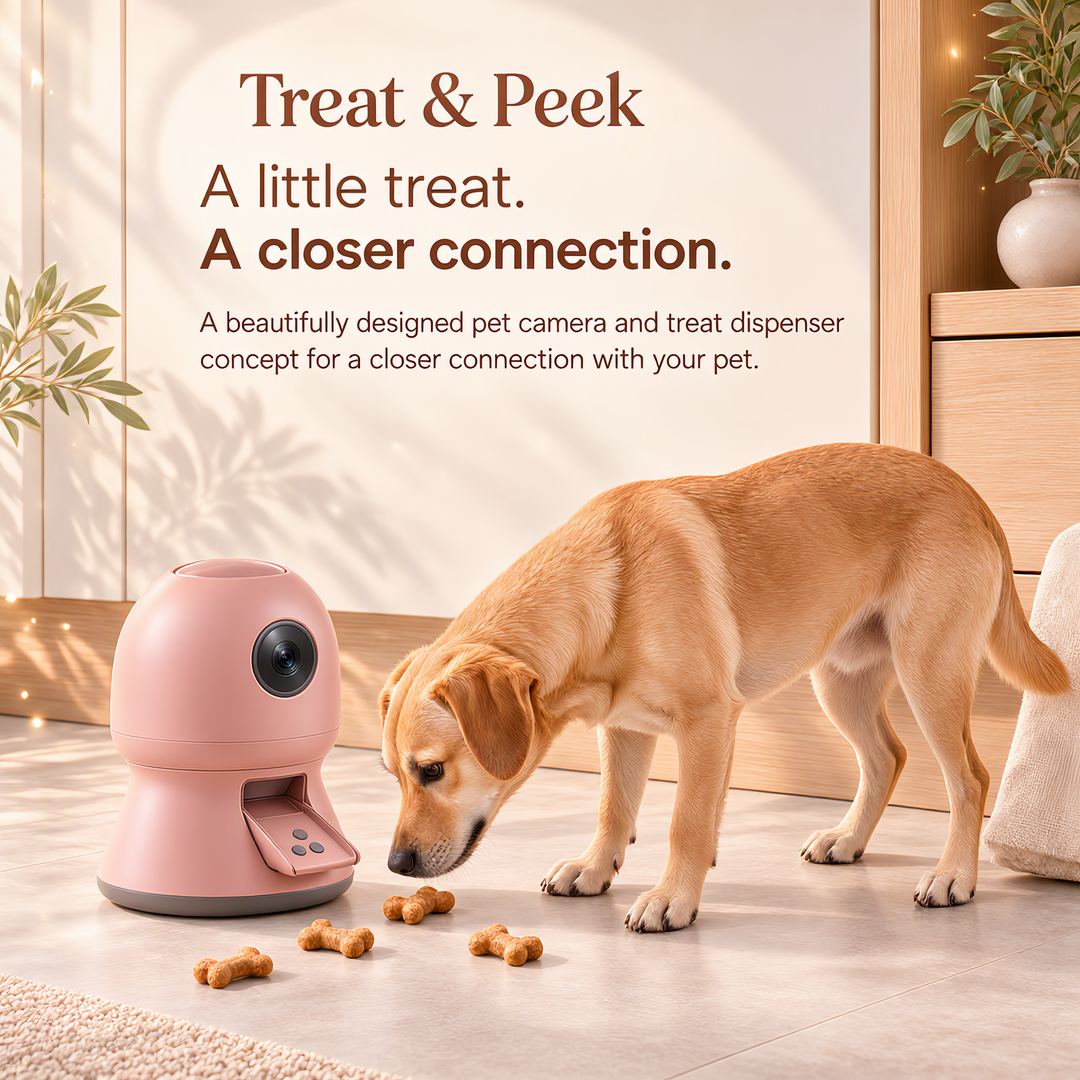 Treat & Peek
A little treat.
A closer connection.
A beautifully designed pet camera and treat dispenser
concept for a closer connection with your pet.